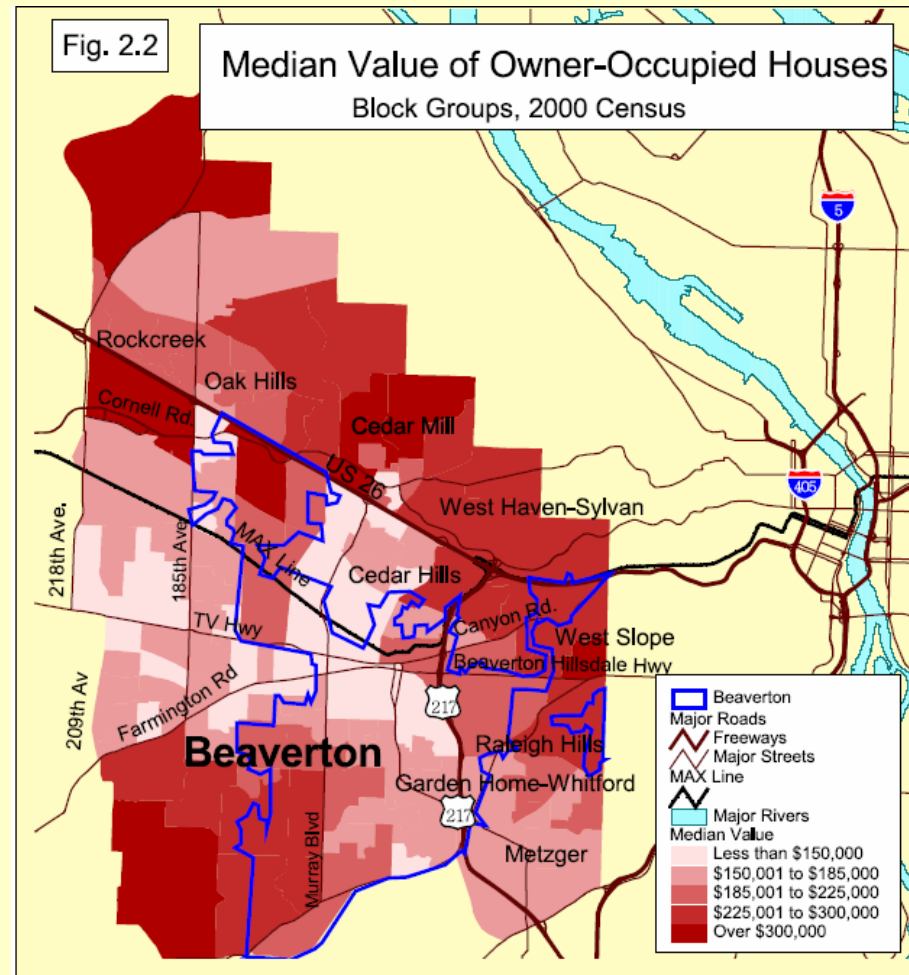 Fig. 2.2
Median Value of Owner-Occupied Houses
Block Groups, 2000 Census
5
Rockcreek
Oak Hills
Cornell Rd.
Cedar Mill
US 26
405
West Haven-Sylvan
218th Ave.
185th Ave
MAX Line
Cedar Hills
Canyon Rd.
TV Hwy
West Slope
Beaverton Hillsdale Hwy
209th Av
Farmington Rd
217
Beaverton
Raleigh Hills
Garden Home-Whitford
217
Murray Blvd
Metzger
Beaverton
Major Roads
Freeways
Major Streets
MAX Line
Major Rivers
Median Value
Less than $150,000
$150,001 to $185,000
$185,001 to $225,000
$225,001 to $300,000
Over $300,000